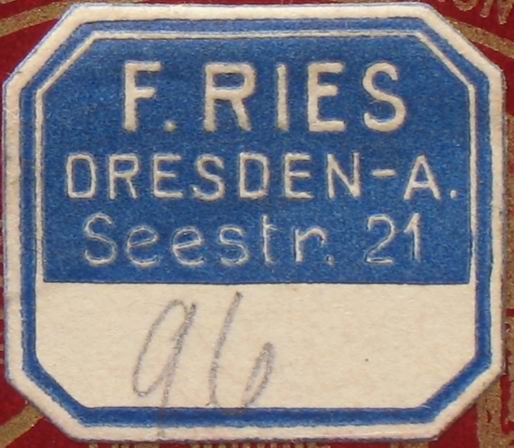 F. RIES
DRESDEN-A.
Seestr. 21
96